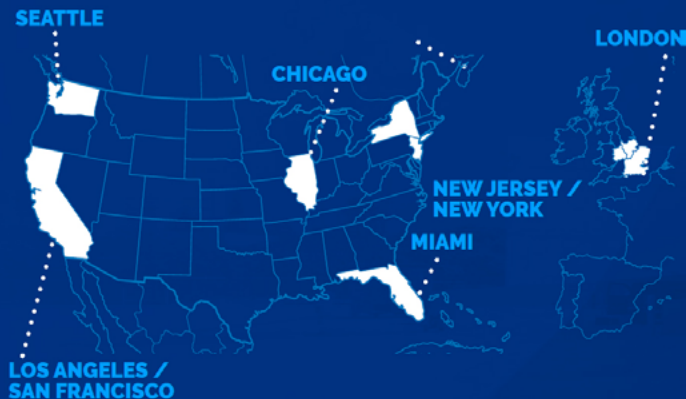 SEATTLE
LONDON
CHICAGO
NEW JERSEY /
NEW YORK
MIAMI
LOS ANGELES /
SAN FRANCISCO